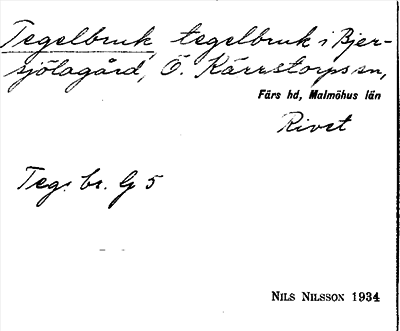 Tegelbruk, tegelbruk i Bjer-
sjölagård, Ö. Kärrstorps sn,
Färs hd, Malmöhus län
Rivet
Teg. br. G 5
NILS NILSSON 1934